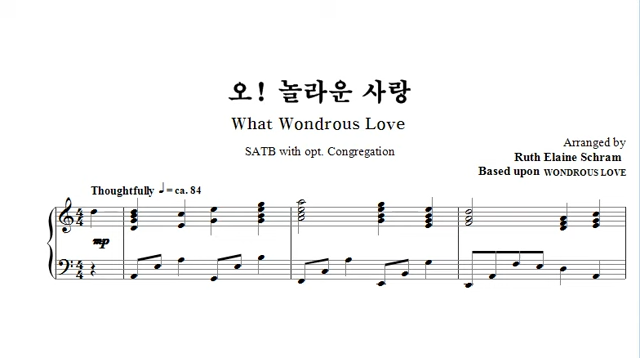 오! 놀라운 사랑
What Wondrous Love
SATB with opt. Congregation
Arranged by
Ruth Elaine Schram
Based upon WONDROUS LOVE
Thoughtfully ♩ = ca. 84
mp